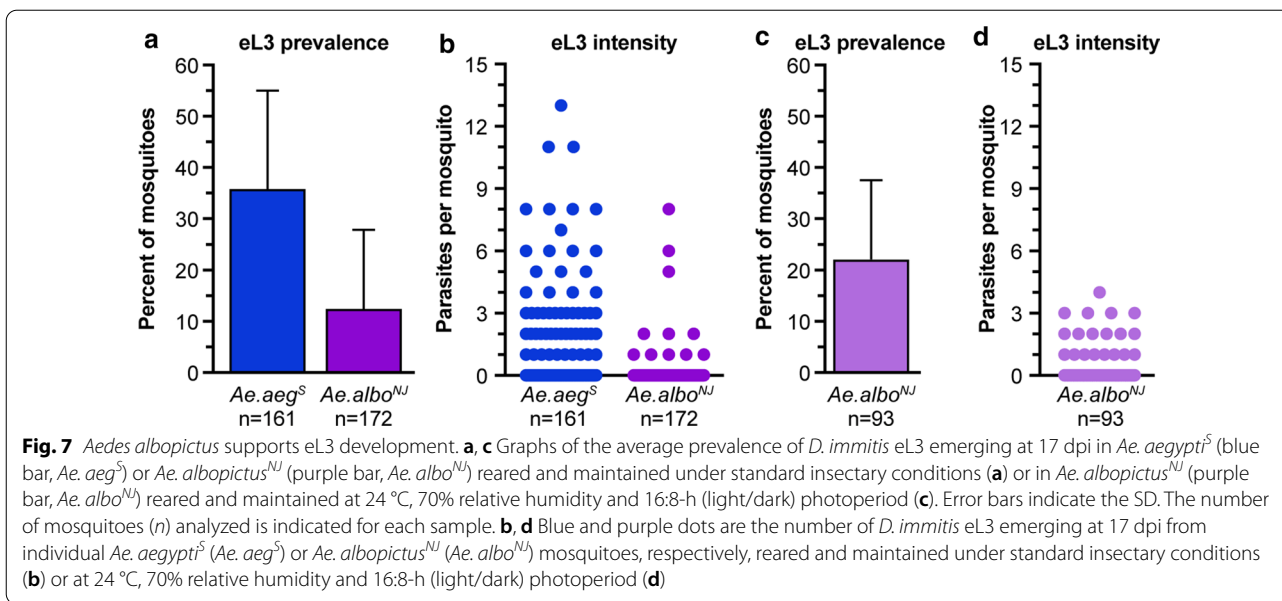 a eL3 prevalence
Percent of mosquitoes
60
50
40
30
20
10
0
Ae.aegS Ae.alboNJ
n=161 n=172
b eL3 intensity
Parasites per mosquito
15
12
9
6
3
0
Ae.aegS Ae.alboNJ
n=161 n=172
c eL3 prevalence
Percent of mosquitoes
60
50
40
30
20
10
0
Ae.alboNJ
n=93
d eL3 intensity
Parasites per mosquito
15
12
9
6
3
0
Ae.alboNJ
n=93
Fig. 7 Aedes albopictus supports eL3 development. a, c Graphs of the average prevalence of D. immitis eL3 emerging at 17 dpi in Ae. aegyptiS (blue
bar, Ae. aegS) or Ae. albopictusNJ (purple bar, Ae. alboNJ) reared and maintained under standard insectary conditions (a) or in Ae. albopictusNJ (purple
bar, Ae. alboNJ) reared and maintained at 24 °C, 70% relative humidity and 16:8-h (light/dark) photoperiod (c). Error bars indicate the SD. The number
of mosquitoes (n) analyzed is indicated for each sample. b, d Blue and purple dots are the number of D. immitis eL3 emerging at 17 dpi from
individual Ae. aegyptiS (Ae. aegS) or Ae. albopictusNJ (Ae. alboNJ) mosquitoes, respectively, reared and maintained under standard insectary conditions
(b) or at 24 °C, 70% relative humidity and 16:8-h (light/dark) photoperiod (d)